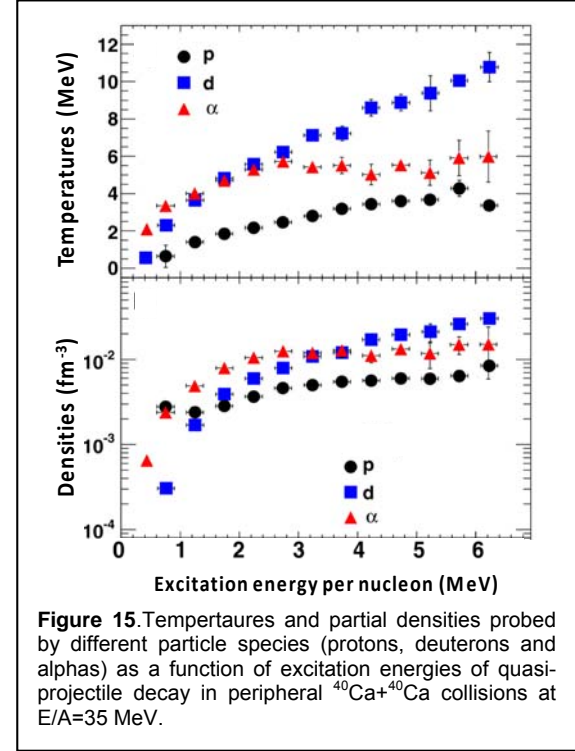 12
10
8
6
4
2
0
Temperatures (MeV)
p
d
α
10⁻²
10⁻³
10⁻⁴
Densities (fm⁻³)
p
d
α
0 1 2 3 4 5 6
Excitation energy per nucleon (MeV)
Figure 15.Tempertaures and partial densities probed
by different particle species (protons, deuterons and
alphas) as a function of excitation energies of quasi-
projectile decay in peripheral ⁴⁰Ca+⁴⁰Ca collisions at
E/A=35 MeV.